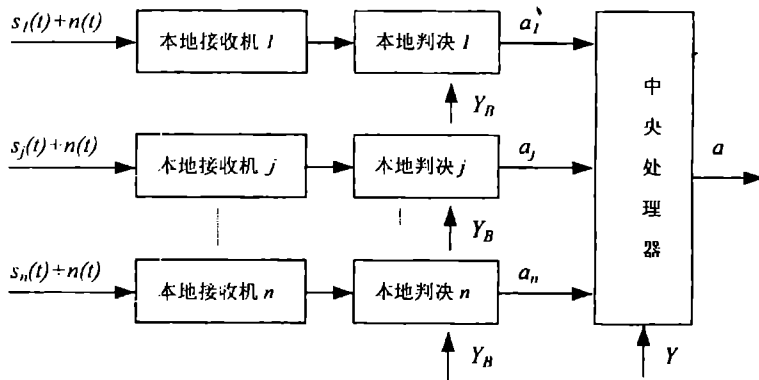 s1(t)+n(t)
本地接收机 1
本地判决 1
a1
YB
sj(t)+n(t)
本地接收机 j
本地判决 j
aj
YB
sn(t)+n(t)
本地接收机 n
本地判决 n
an
YB
中央处理器
a
Y